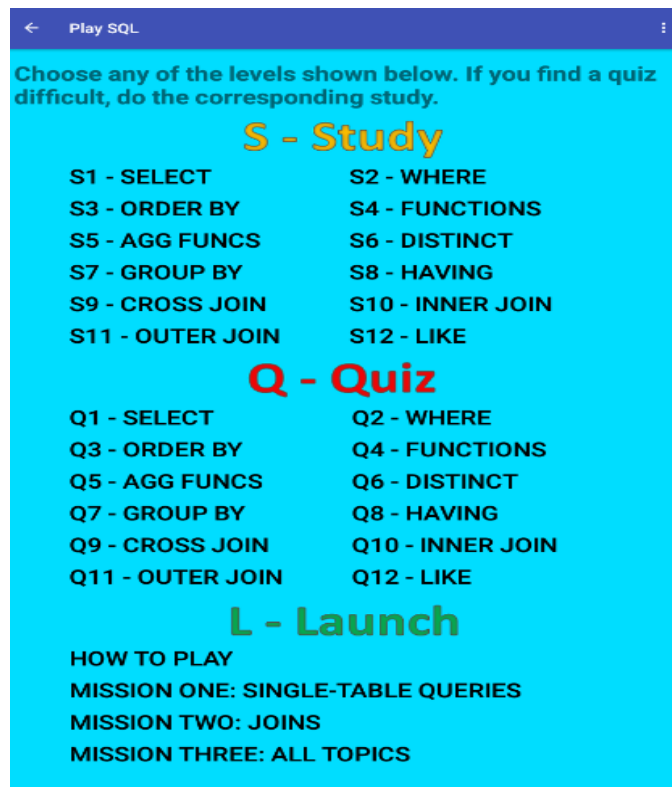 Play SQL
Choose any of the levels shown below. If you find a quiz
difficult, do the corresponding study.
S - Study
S1 - SELECT S2 - WHERE
S3 - ORDER BY S4 - FUNCTIONS
S5 - AGG FUNCS S6 - DISTINCT
S7 - GROUP BY S8 - HAVING
S9 - CROSS JOIN S10 - INNER JOIN
S11 - OUTER JOIN S12 - LIKE
Q - Quiz
Q1 - SELECT Q2 - WHERE
Q3 - ORDER BY Q4 - FUNCTIONS
Q5 - AGG FUNCS Q6 - DISTINCT
Q7 - GROUP BY Q8 - HAVING
Q9 - CROSS JOIN Q10 - INNER JOIN
Q11 - OUTER JOIN Q12 - LIKE
L - Launch
HOW TO PLAY
MISSION ONE: SINGLE-TABLE QUERIES
MISSION TWO: JOINS
MISSION THREE: ALL TOPICS